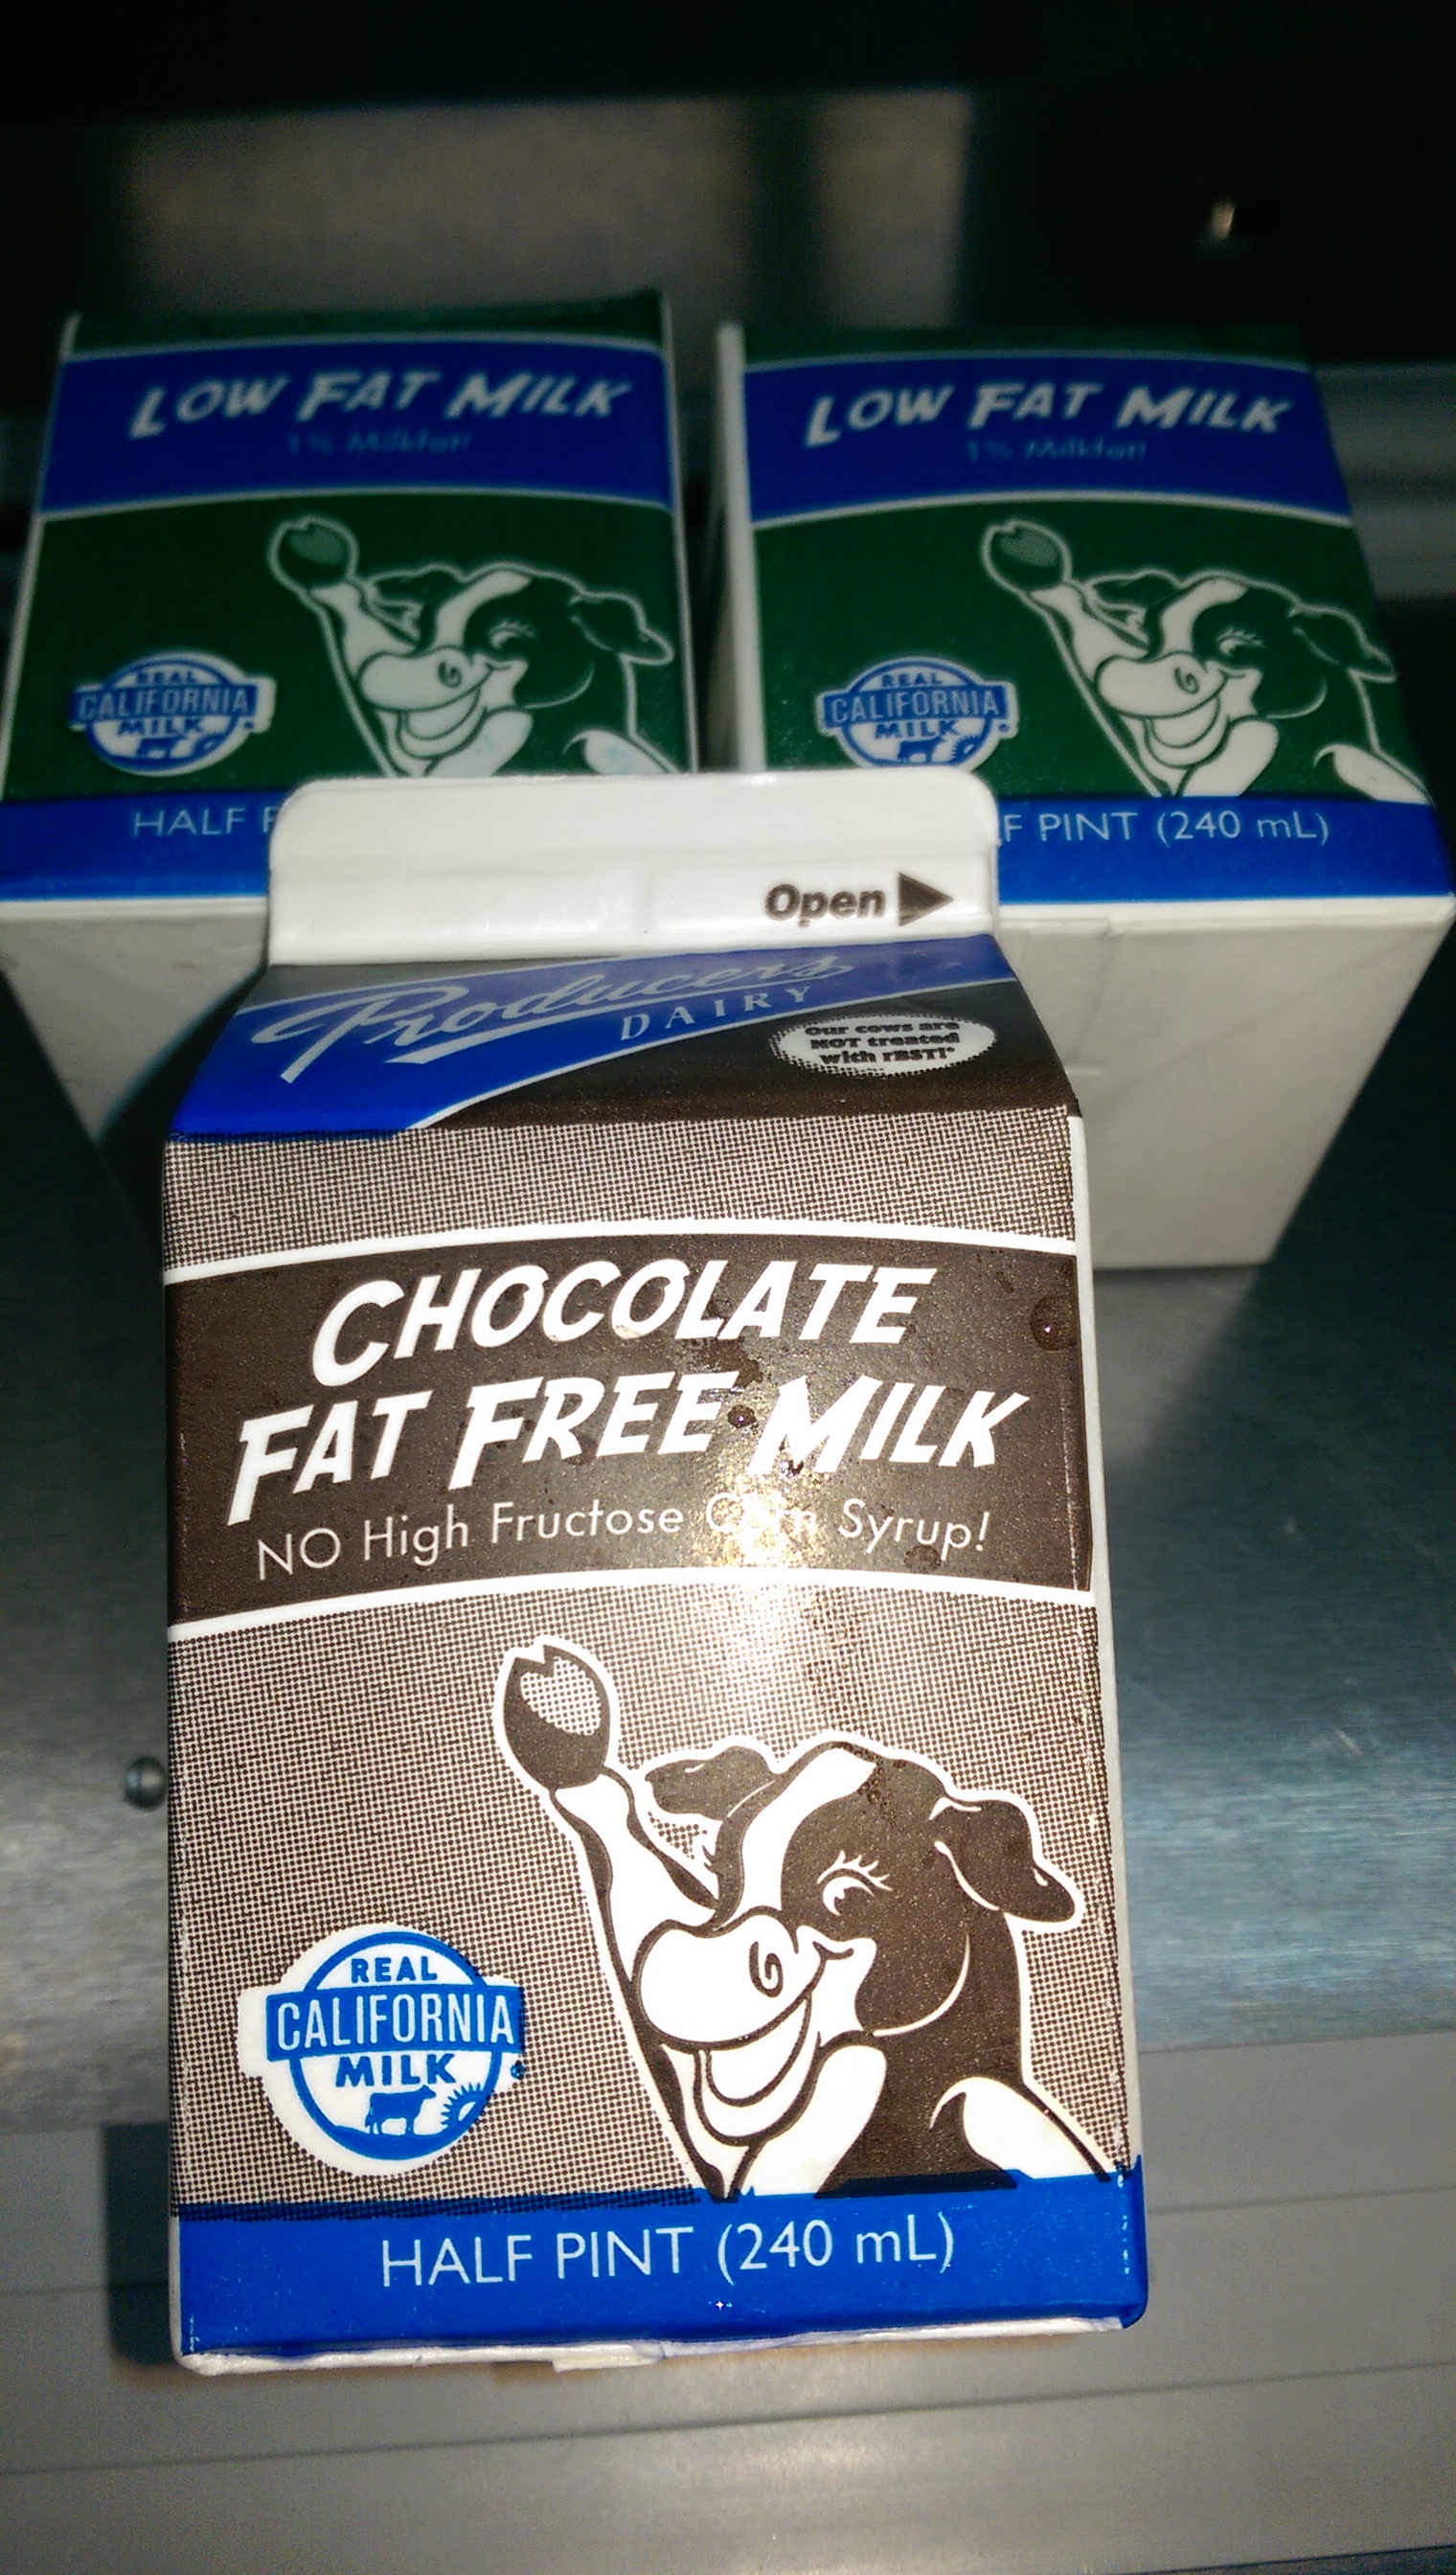 LOW FAT MILK
1% Milkfat!
REAL
CALIFORNIA
MILK
HALF
LOW FAT MILK
1% Milkfat!
REAL
CALIFORNIA
MILK
PINT (240 mL)
Open
Producers
DAIRY
Our cows are
NOT treated
with rBST!*
CHOCOLATE
FAT FREE MILK
NO High Fructose Corn Syrup!
REAL
CALIFORNIA
MILK
HALF PINT (240 mL)